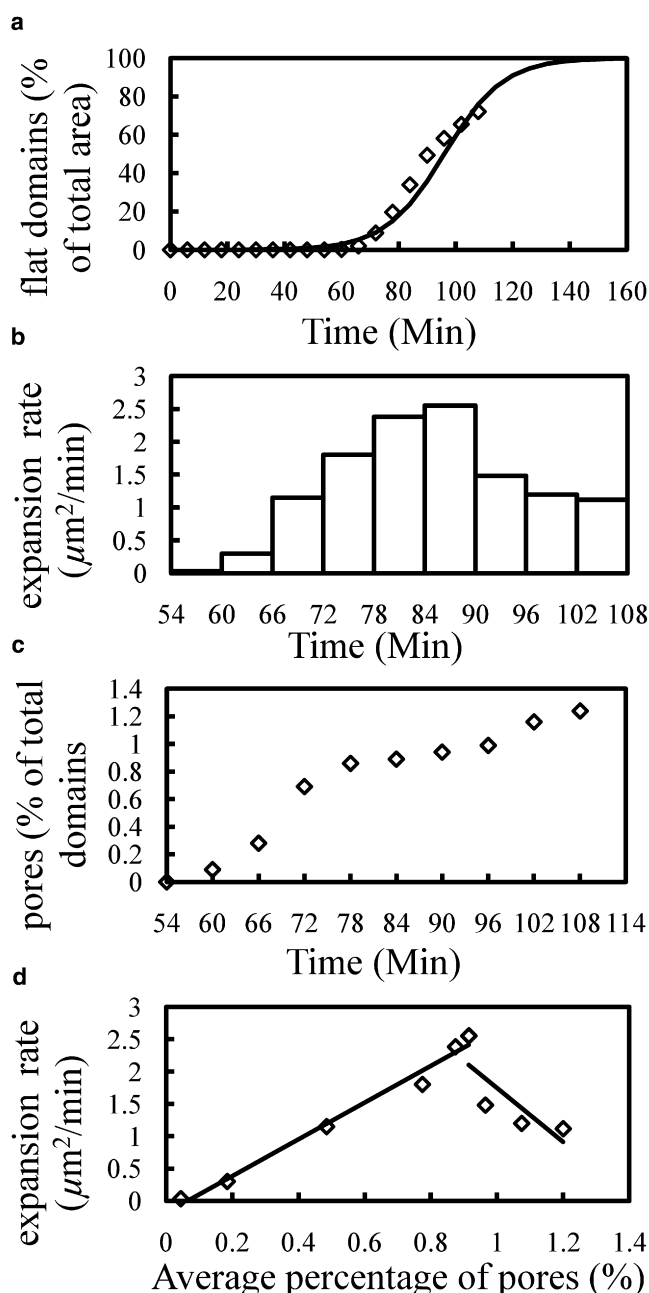 a
flat domains (%
of total area)
100
80
60
40
20
0
0 20 40 60 80 100 120 140 160
Time (Min)
b
expansion rate
(μm²/min)
3
2.5
2
1.5
1
0.5
0
54 60 66 72 78 84 90 96 102 108
Time (Min)
c
pores (% of total
domains
1.4
1.2
1
0.8
0.6
0.4
0.2
0
54 60 66 72 78 84 90 96 102 108 114
Time (Min)
d
expansion rate
(μm²/min)
3
2.5
2
1.5
1
0.5
0
0 0.2 0.4 0.6 0.8 1 1.2 1.4
Average percentage of pores (%)